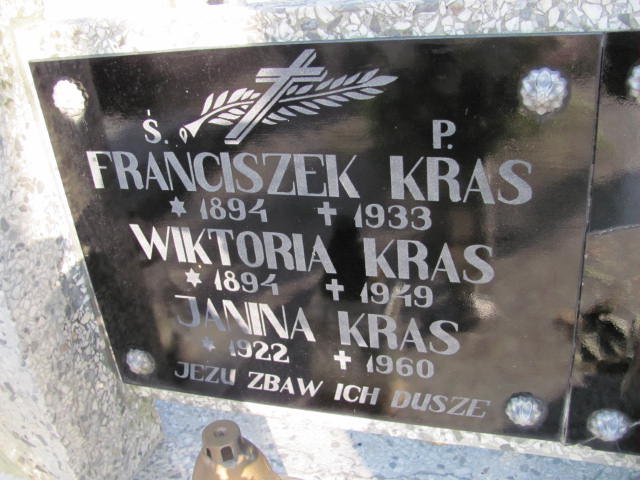 Ś. P.
FRANCISZEK KRAS
* 1894 + 1933
WIKTORIA KRAS
* 1894 + 1949
JANINA KRAS
* 1922 + 1960
JEZU ZBAW ICH DUSZE